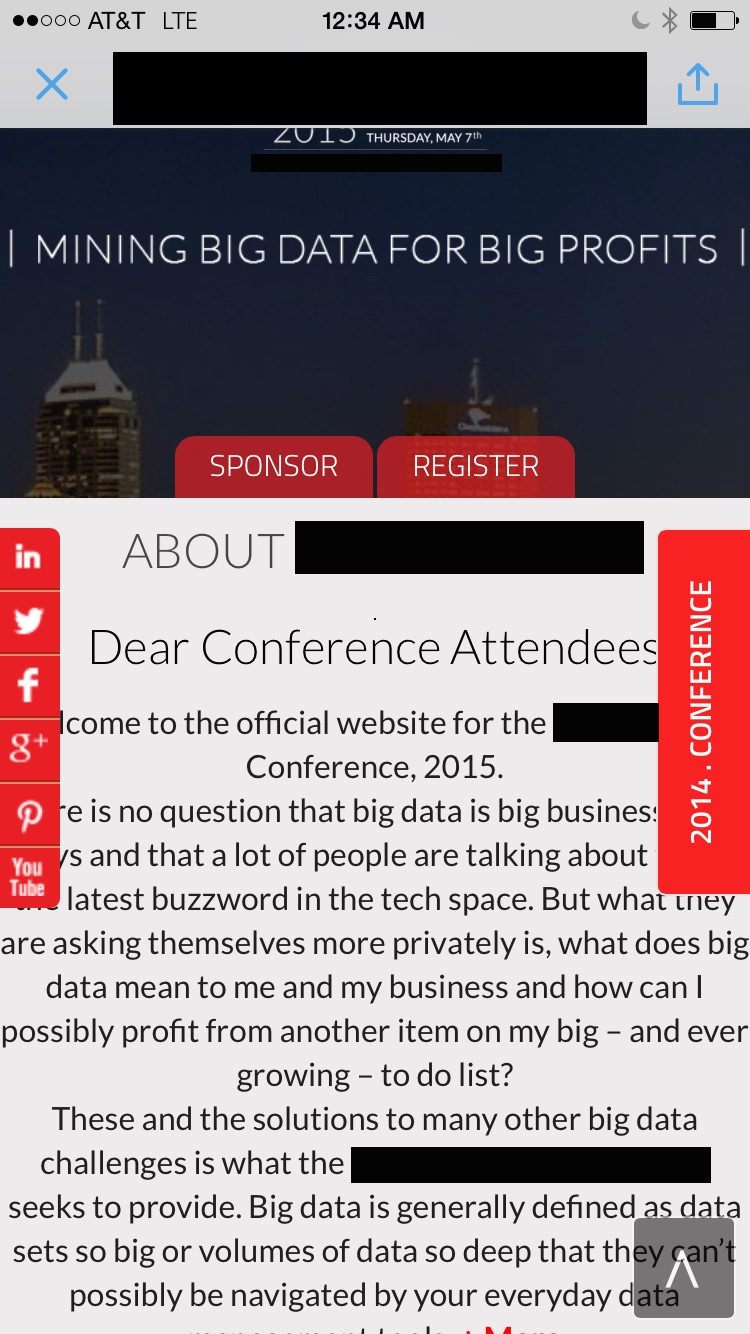 AT&T LTE 12:34 AM
2015 THURSDAY, MAY 7th
| MINING BIG DATA FOR BIG PROFITS |
SPONSOR REGISTER
ABOUT
in
f
g+
You
Tube
2014 . CONFERENCE
.
Dear Conference Attendees
lcome to the official website for the
Conference, 2015.
re is no question that big data is big business
ys and that a lot of people are talking about
the latest buzzword in the tech space. But what they
are asking themselves more privately is, what does big
data mean to me and my business and how can I
possibly profit from another item on my big – and ever
growing – to do list?
These and the solutions to many other big data
challenges is what the
seeks to provide. Big data is generally defined as data
sets so big or volumes of data so deep that they can’t
possibly be navigated by your everyday data
management tools. + More